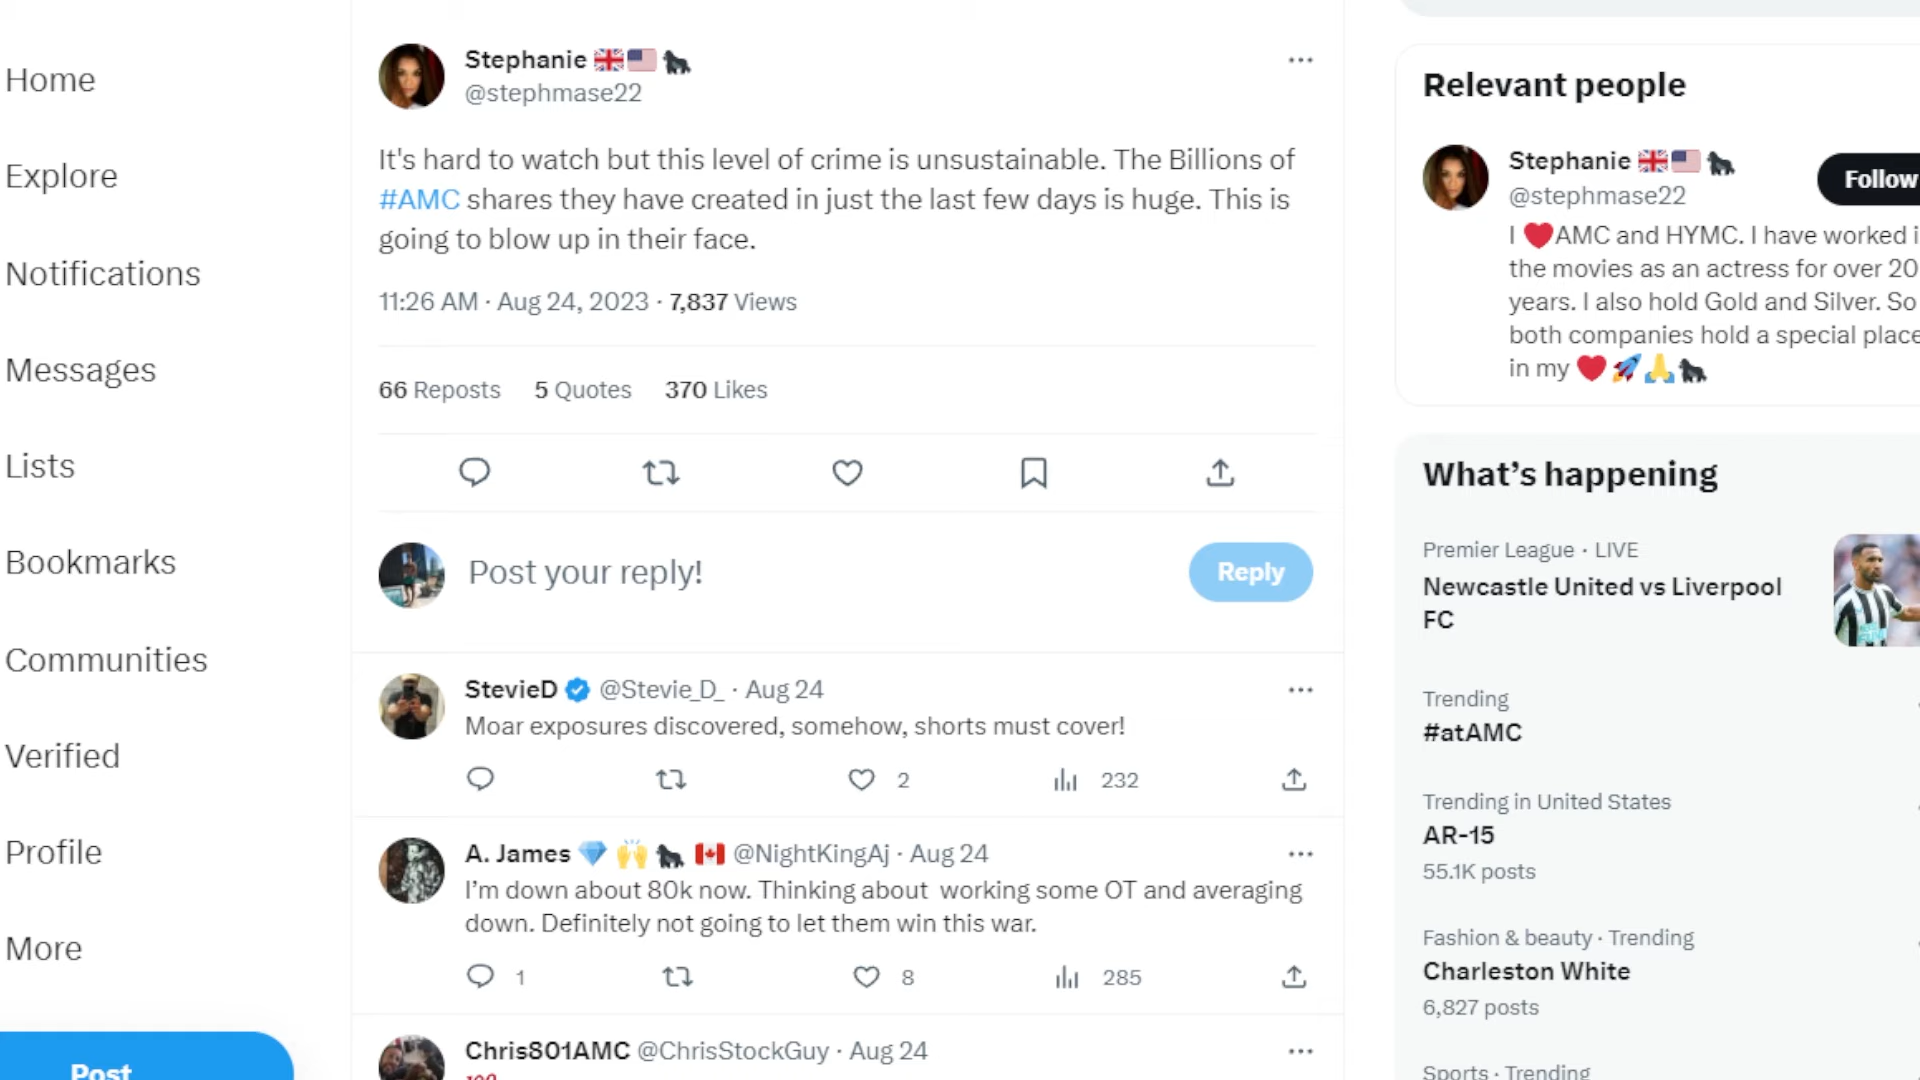 Home
Explore
Notifications
Messages
Lists
Bookmarks
Communities
Verified
Profile
More
Post
Stephanie 🇬🇧🇺🇸🦍
@stephmase22
It's hard to watch but this level of crime is unsustainable. The Billions of
#AMC shares they have created in just the last few days is huge. This is
going to blow up in their face.
11:26 AM · Aug 24, 2023 · 7,837 Views
66 Reposts 5 Quotes 370 Likes
Post your reply!
Reply
StevieD @Stevie_D_ · Aug 24
Moar exposures discovered, somehow, shorts must cover!
2 232
A. James 💎 🙌 🦍 🇨🇦 @NightKingAj · Aug 24
I’m down about 80k now. Thinking about working some OT and averaging
down. Definitely not going to let them win this war.
1 8 285
Chris801AMC @ChrisStockGuy · Aug 24
Relevant people
Stephanie 🇬🇧🇺🇸🦍
@stephmase22
Follow
I ❤️AMC and HYMC. I have worked i
the movies as an actress for over 20
years. I also hold Gold and Silver. So
both companies hold a special place
in my ❤️🚀🙏🦍
What’s happening
Premier League · LIVE
Newcastle United vs Liverpool
FC
Trending
#atAMC
Trending in United States
AR-15
55.1K posts
Fashion & beauty · Trending
Charleston White
6,827 posts
Sports · Trending